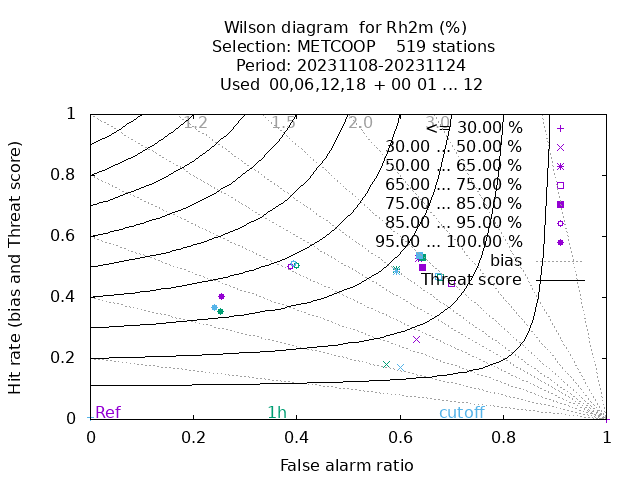 Wilson diagram  for Rh2m (%)
Selection: METCOOP    519 stations
Period: 20231108-20231124
Used  00,06,12,18  + 00 01 ... 12
Hit rate (bias and Threat score)
1
0.8
0.6
0.4
0.2
0
1.2 1.5 2.0 3.0
<= 30.00 %
30.00 ... 50.00 %
50.00 ... 65.00 %
65.00 ... 75.00 %
75.00 ... 85.00 %
85.00 ... 95.00 %
95.00 ... 100.00 %
bias
Threat score
Ref 1h cutoff
0 0.2 0.4 0.6 0.8 1
False alarm ratio